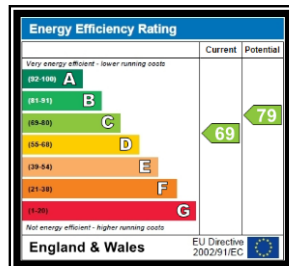 Energy Efficiency Rating
Current Potential
Very energy efficient - lower running costs
(92-100) A
(81-91) B
(69-80) C
(55-68) D
(39-54) E
(21-38) F
(1-20) G
69
79
Not energy efficient - higher running costs
England & Wales
EU Directive
2002/91/EC